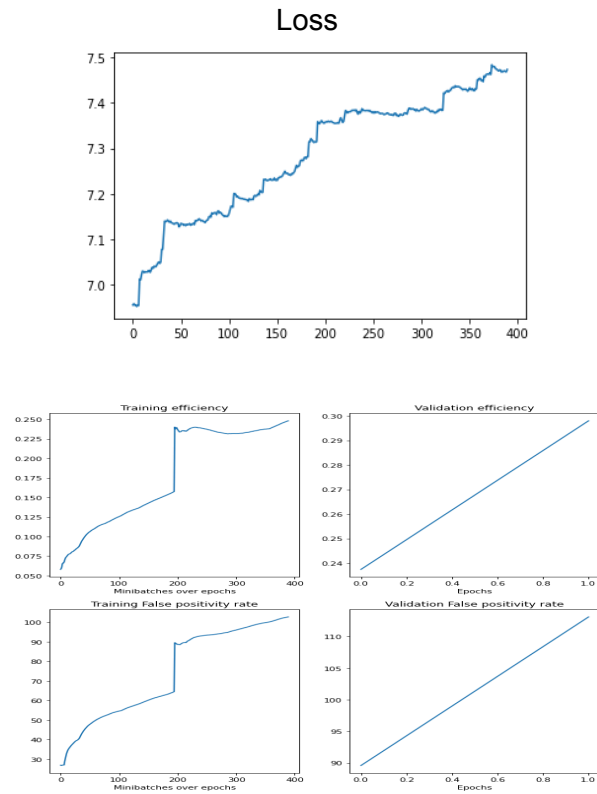 Loss
7.5
7.4
7.3
7.2
7.1
7.0
0 50 100 150 200 250 300 350 400
Training efficiency
0.250
0.225
0.200
0.175
0.150
0.125
0.100
0.075
0.050
0 100 200 300 400
Minibatches over epochs
Validation efficiency
0.30
0.29
0.28
0.27
0.26
0.25
0.24
0.0 0.2 0.4 0.6 0.8 1.0
Epochs
Training False positivity rate
100
90
80
70
60
50
40
30
0 100 200 300 400
Minibatches over epochs
Validation False positivity rate
110
105
100
95
90
0.0 0.2 0.4 0.6 0.8 1.0
Epochs